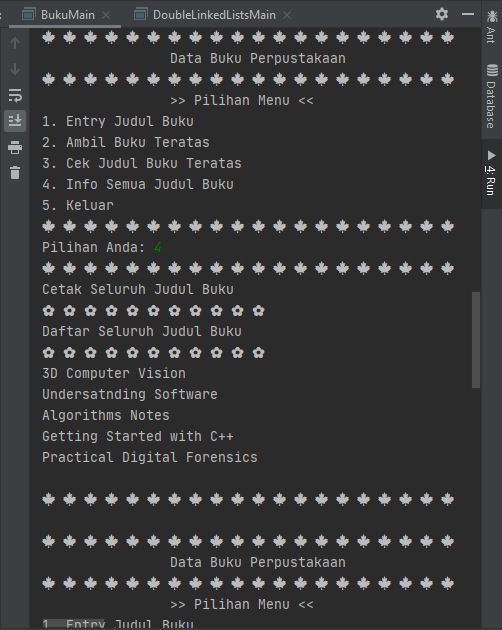 BukuMain
DoubleLinkedListsMain
Data Buku Perpustakaan
>> Pilihan Menu <<
1. Entry Judul Buku
2. Ambil Buku Teratas
3. Cek Judul Buku Teratas
4. Info Semua Judul Buku
5. Keluar
Pilihan Anda: 4
Cetak Seluruh Judul Buku
Daftar Seluruh Judul Buku
3D Computer Vision
Undersatnding Software
Algorithms Notes
Getting Started with C++
Practical Digital Forensics
Data Buku Perpustakaan
>> Pilihan Menu <<
1. Entry Judul Buku
Ant
Database
4: Run